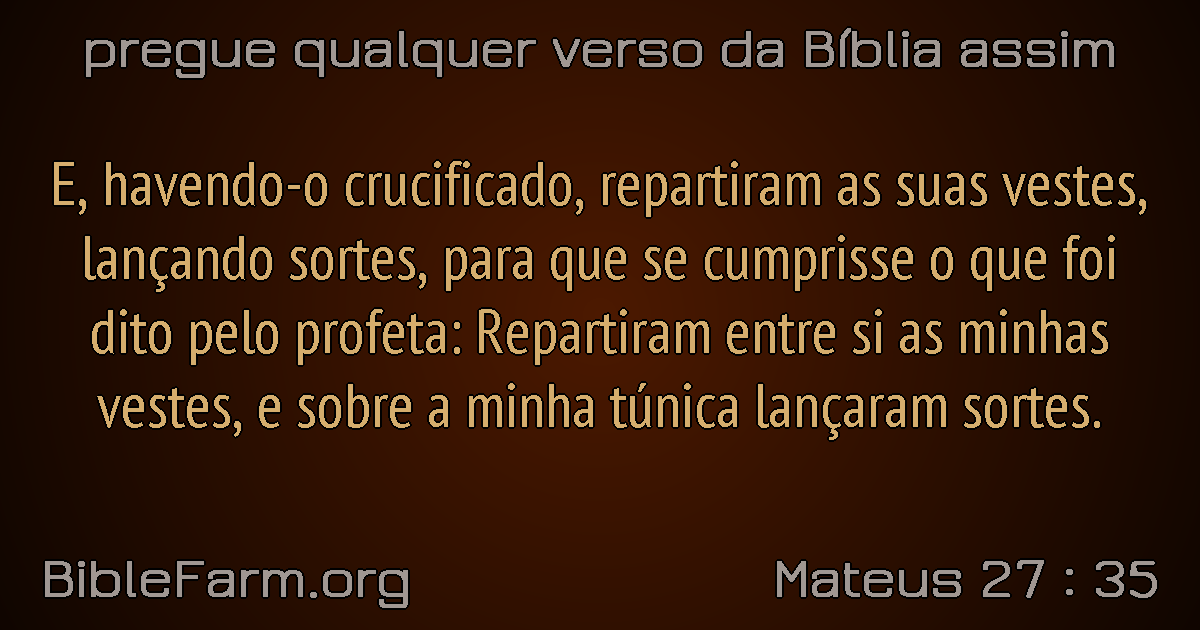 pregue qualquer verso da Bíblia assim
E, havendo-o crucificado, repartiram as suas vestes,
lançando sortes, para que se cumprisse o que foi
dito pelo profeta: Repartiram entre si as minhas
vestes, e sobre a minha túnica lançaram sortes.
BibleFarm.org
Mateus 27 : 35